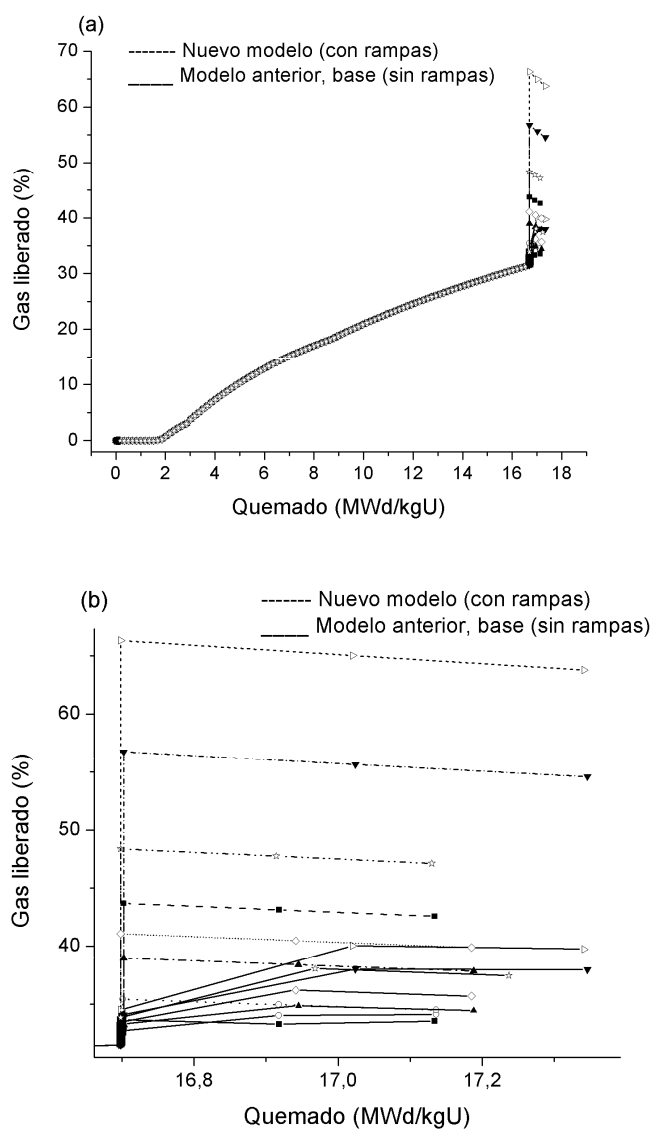 (a)
Nuevo modelo (con rampas)
Modelo anterior, base (sin rampas)
70
60
50
40
30
20
10
0
Gas liberado (%)
0 2 4 6 8 10 12 14 16 18
Quemado (MWd/kgU)
(b)
Nuevo modelo (con rampas)
Modelo anterior, base (sin rampas)
60
50
40
Gas liberado (%)
16,8 17,0 17,2
Quemado (MWd/kgU)